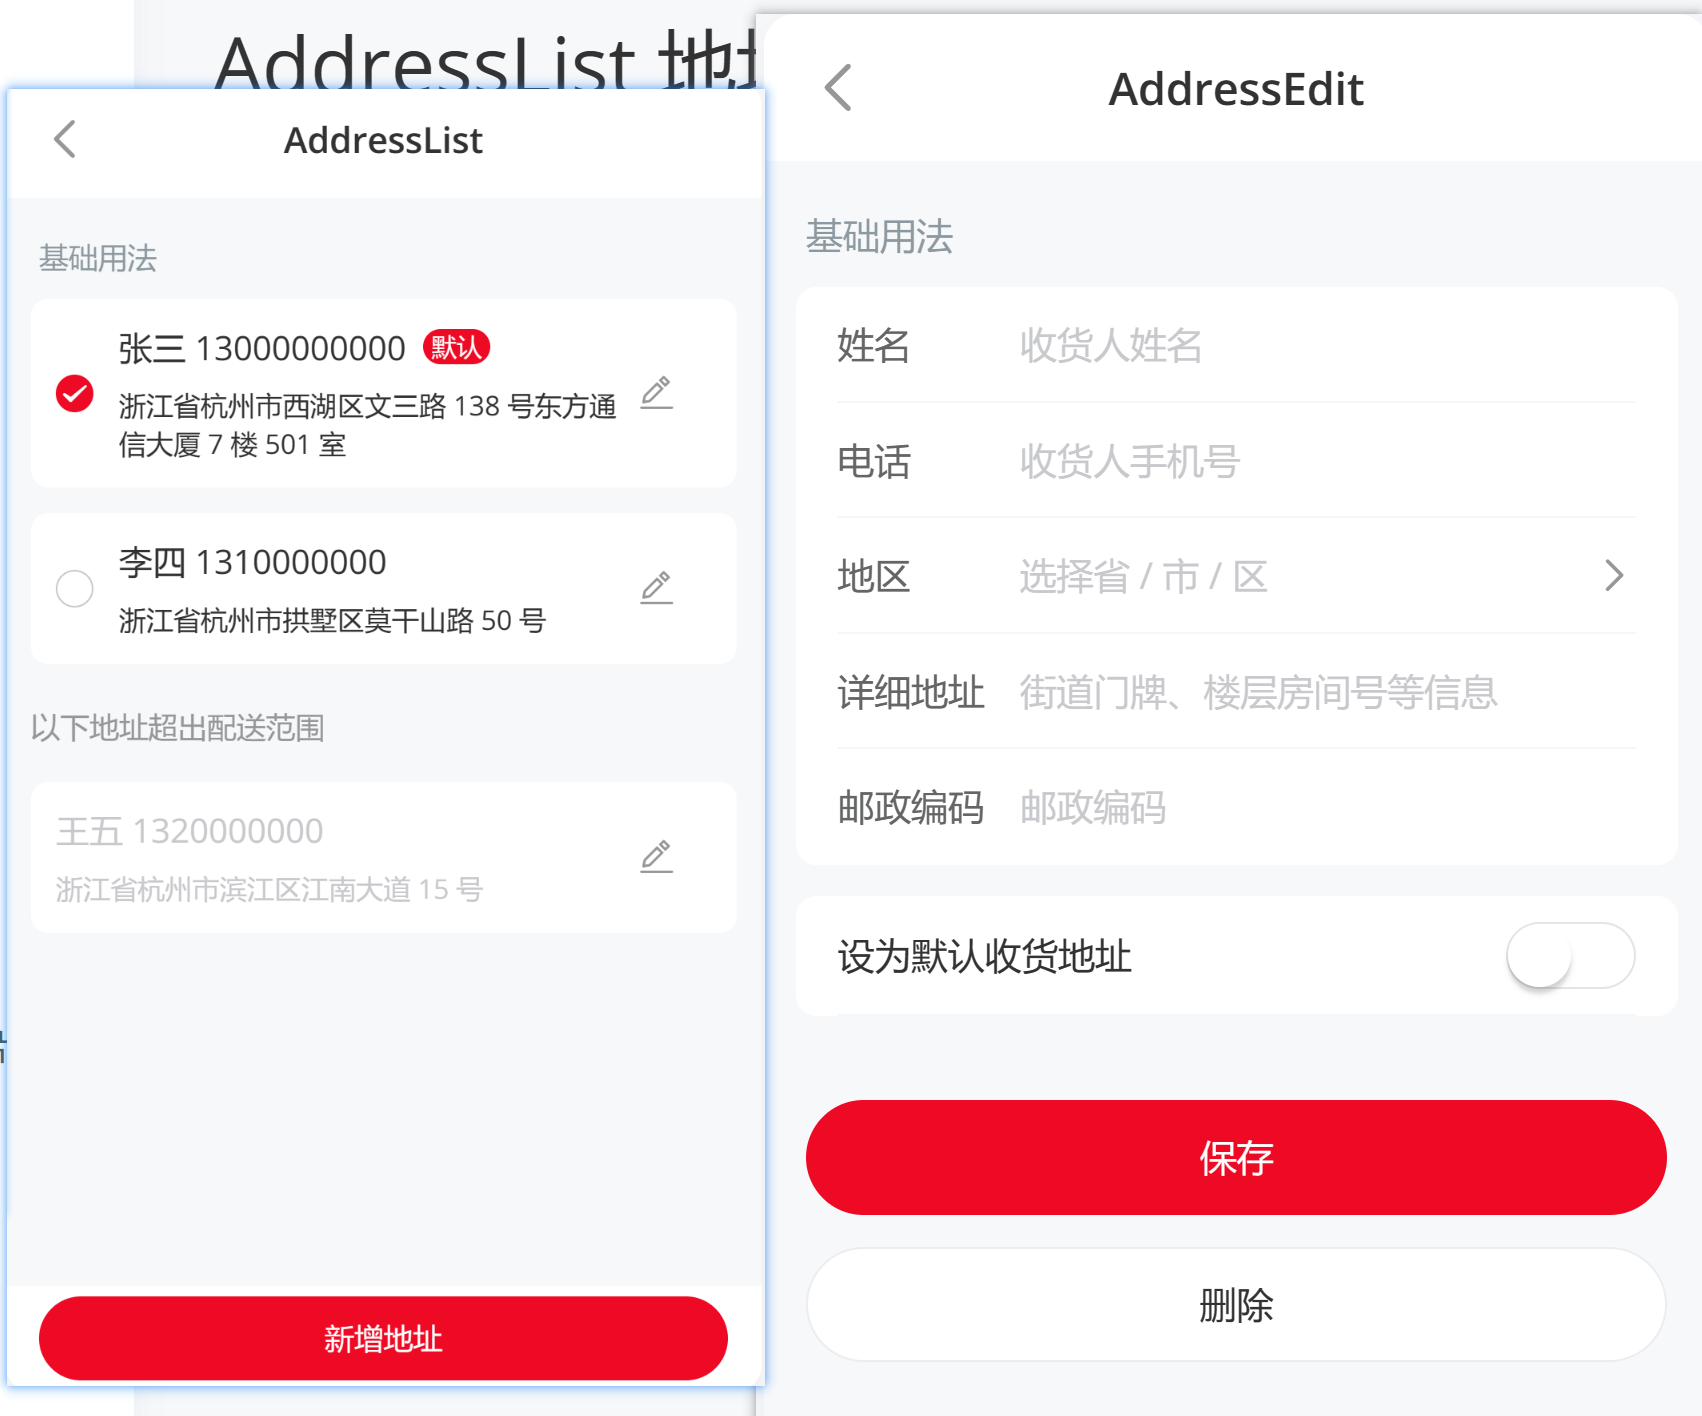 AddressList 地
AddressList
基础用法
张三 13000000000 默认
浙江省杭州市西湖区文三路 138 号东方通
信大厦 7 楼 501 室
李四 1310000000
浙江省杭州市拱墅区莫干山路 50 号
以下地址超出配送范围
王五 1320000000
浙江省杭州市滨江区江南大道 15 号
新增地址
AddressEdit
基础用法
姓名 收货人姓名
电话 收货人手机号
地区 选择省 / 市 / 区
详细地址 街道门牌、楼层房间号等信息
邮政编码 邮政编码
设为默认收货地址
保存
删除